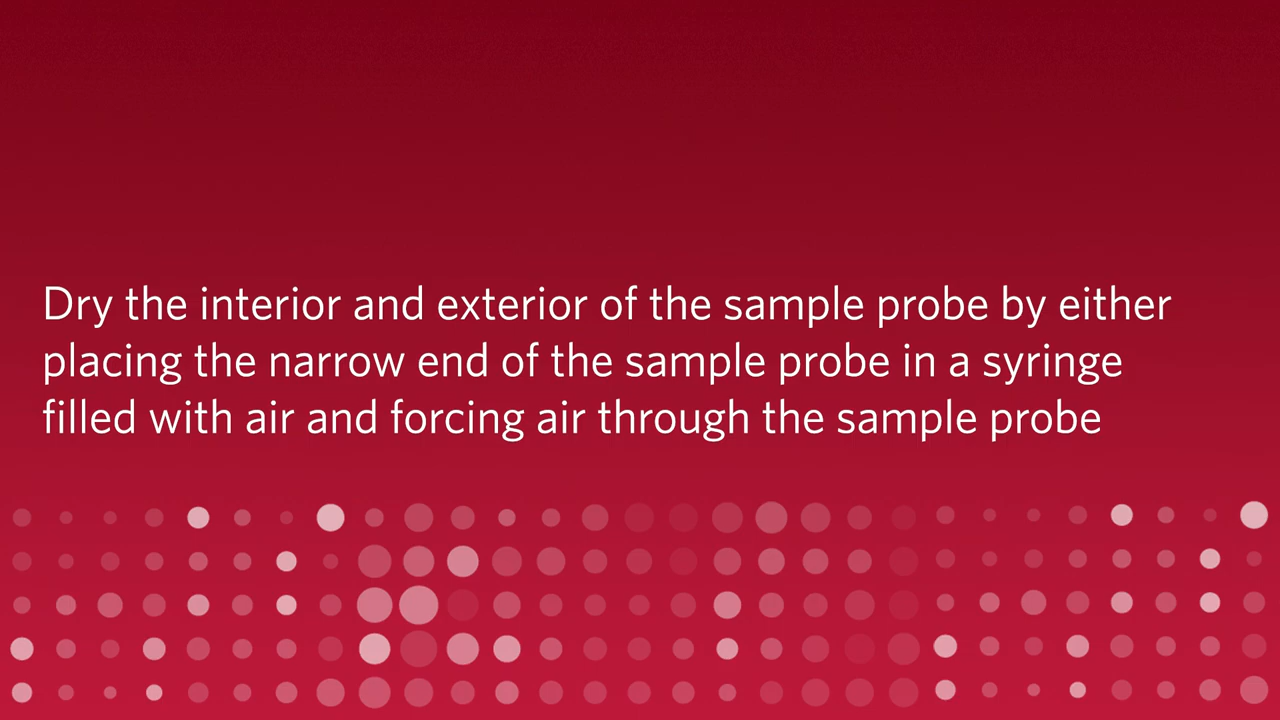 Dry the interior and exterior of the sample probe by either
placing the narrow end of the sample probe in a syringe
filled with air and forcing air through the sample probe